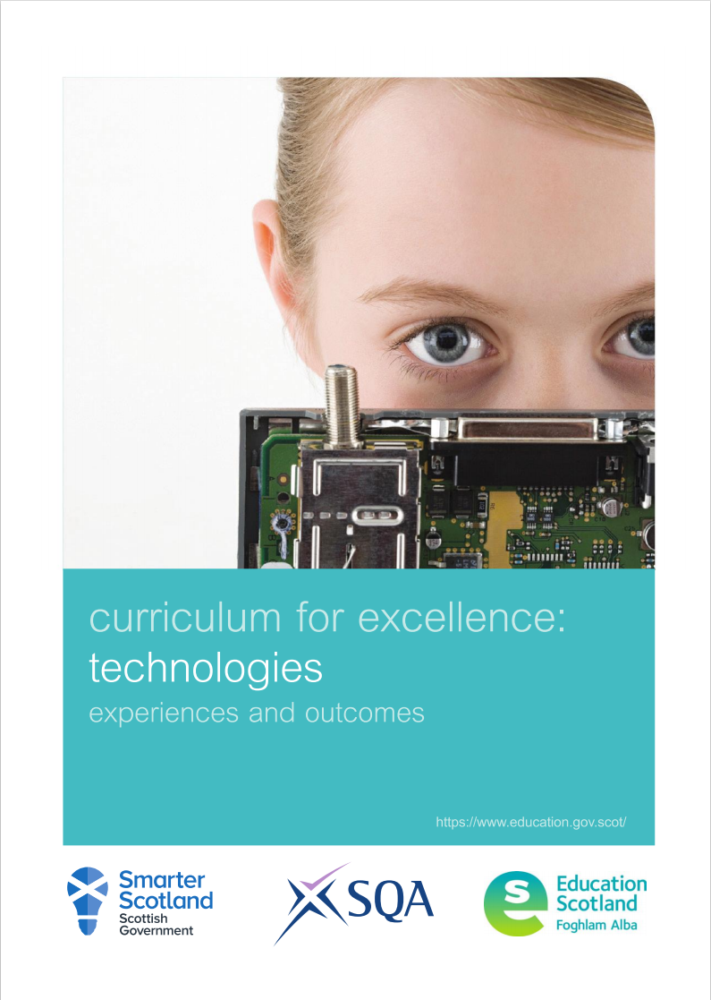 curriculum for excellence:
technologies
experiences and outcomes
https://www.education.gov.scot/
Smarter
Scotland
Scottish
Government
SQA
Education
Scotland
Foghlam Alba